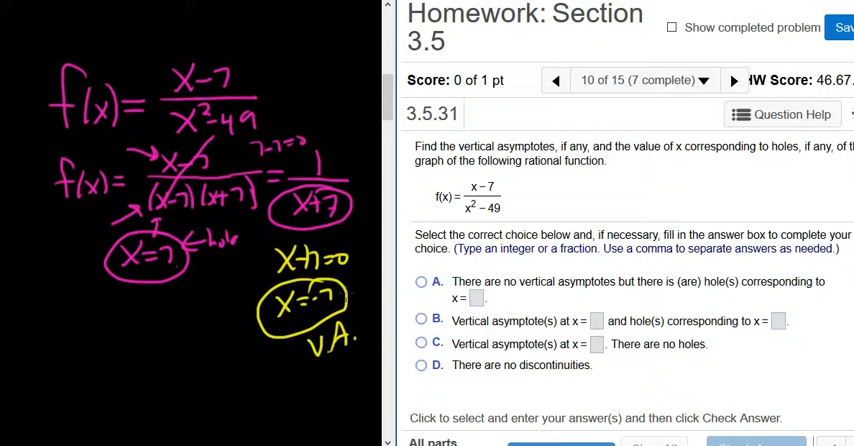 f(x) = x-7 / x²-49
f(x) = x-7 / (x-7)(x+7) = 1 / x+7
7-7=0
x=7 ← hole
x+7=0
x=-7
V A.
Homework: Section 3.5
Show completed problem
Sav
Score: 0 of 1 pt
10 of 15 (7 complete)
HW Score: 46.67
3.5.31
Question Help
Find the vertical asymptotes, if any, and the value of x corresponding to holes, if any, of the
graph of the following rational function.
f(x) = x - 7 / x² - 49
Select the correct choice below and, if necessary, fill in the answer box to complete your
choice. (Type an integer or a fraction. Use a comma to separate answers as needed.)
A. There are no vertical asymptotes but there is (are) hole(s) corresponding to
x = .
B. Vertical asymptote(s) at x = and hole(s) corresponding to x = .
C. Vertical asymptote(s) at x = . There are no holes.
D. There are no discontinuities.
Click to select and enter your answer(s) and then click Check Answer.
All parts
Clear All
Check Answer